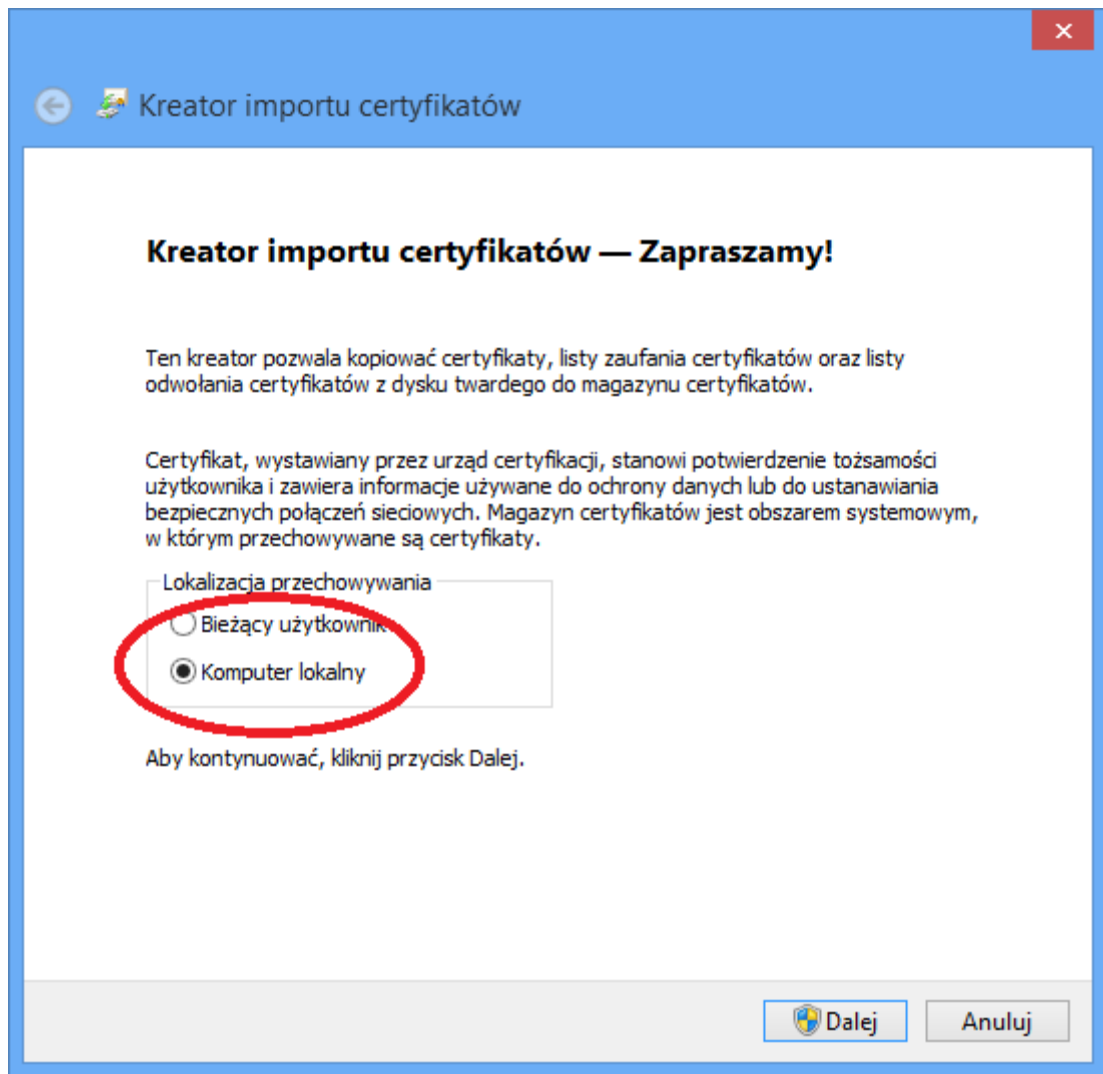 Kreator importu certyfikatów
Kreator importu certyfikatów — Zapraszamy!
Ten kreator pozwala kopiować certyfikaty, listy zaufania certyfikatów oraz listy
odwołania certyfikatów z dysku twardego do magazynu certyfikatów.
Certyfikat, wystawiany przez urząd certyfikacji, stanowi potwierdzenie tożsamości
użytkownika i zawiera informacje używane do ochrony danych lub do ustanawiania
bezpiecznych połączeń sieciowych. Magazyn certyfikatów jest obszarem systemowym,
w którym przechowywane są certyfikaty.
Lokalizacja przechowywania
Bieżący użytkownik
Komputer lokalny
Aby kontynuować, kliknij przycisk Dalej.
Dalej Anuluj